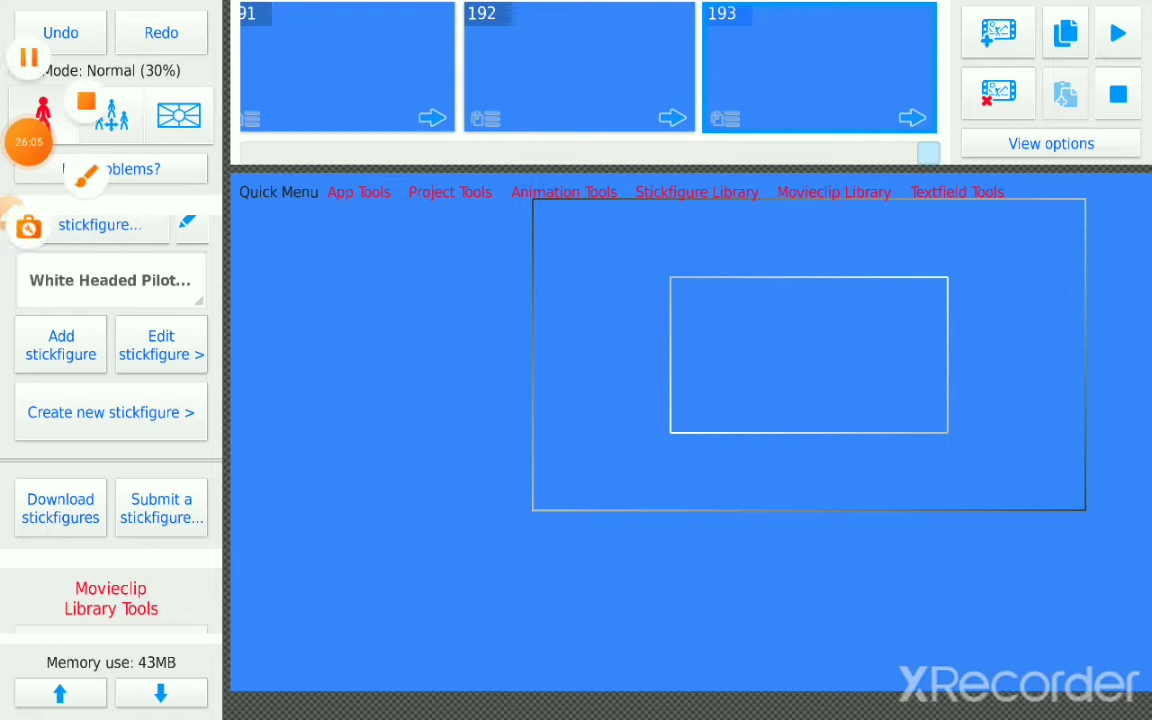 Undo
Redo
Mode: Normal (30%)
26:05
oblems?
stickfigure...
White Headed Pilot...
Add
stickfigure
Edit
stickfigure >
Create new stickfigure >
Download
stickfigures
Submit a
stickfigure...
Movieclip
Library Tools
Memory use: 43MB
91
192
193
View options
Quick Menu App Tools Project Tools Animation Tools Stickfigure Library Movieclip Library Textfield Tools
XRecorder